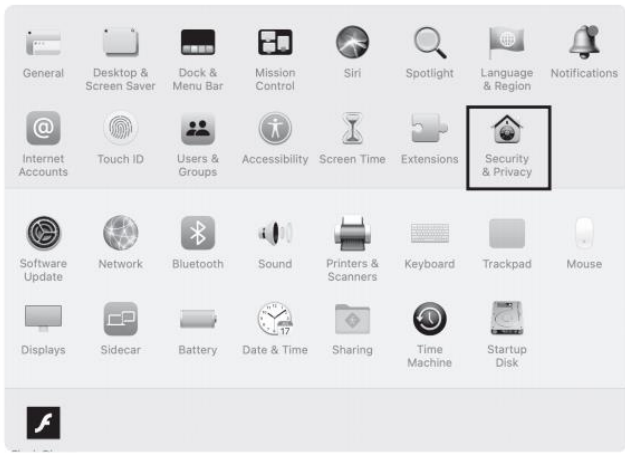 General Desktop & Dock & Mission Siri Spotlight Language Notifications
Screen Saver Menu Bar Control & Region
@
Internet Touch ID Users & Accessibility Screen Time Extensions Security
Accounts Groups & Privacy
Software Network Bluetooth Sound Printers & Keyboard Trackpad Mouse
Update Scanners
17
Displays Sidecar Battery Date & Time Sharing Time Startup
Machine Disk